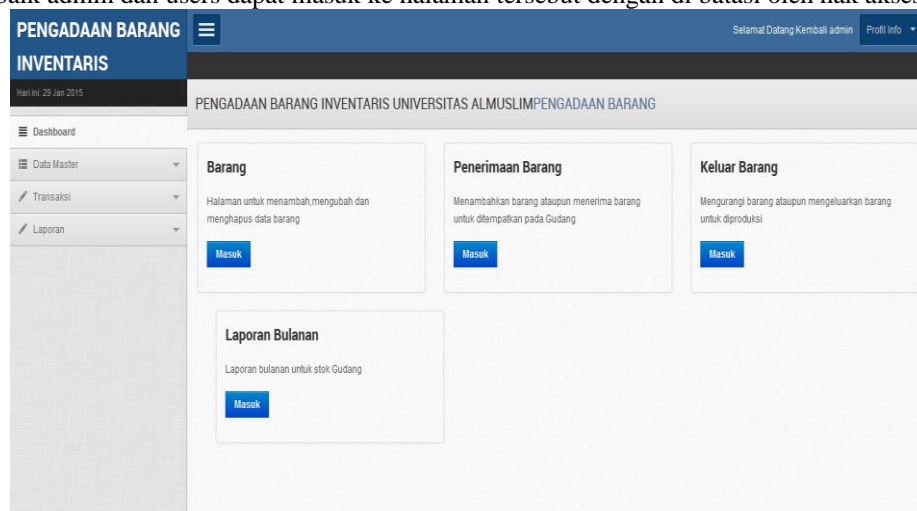 baik admin dan users dapat masuk ke halaman tersebut dengan di batasi oleh hak akses
PENGADAAN BARANG
INVENTARIS
Selamat Datang Kembali admin
Profil Info
Hari ini: 29 Jan 2015
PENGADAAN BARANG INVENTARIS UNIVERSITAS ALMUSLIMPENGADAAN BARANG
Dashboard
Data Master
Transaksi
Laporan
Barang
Halaman untuk menambah,mengubah dan
menghapus data barang
Masuk
Penerimaan Barang
Menambahkan barang ataupun menerima barang
untuk ditempatkan pada Gudang
Masuk
Keluar Barang
Mengurangi barang ataupun mengeluarkan barang
untuk diproduksi
Masuk
Laporan Bulanan
Laporan bulanan untuk stok Gudang
Masuk